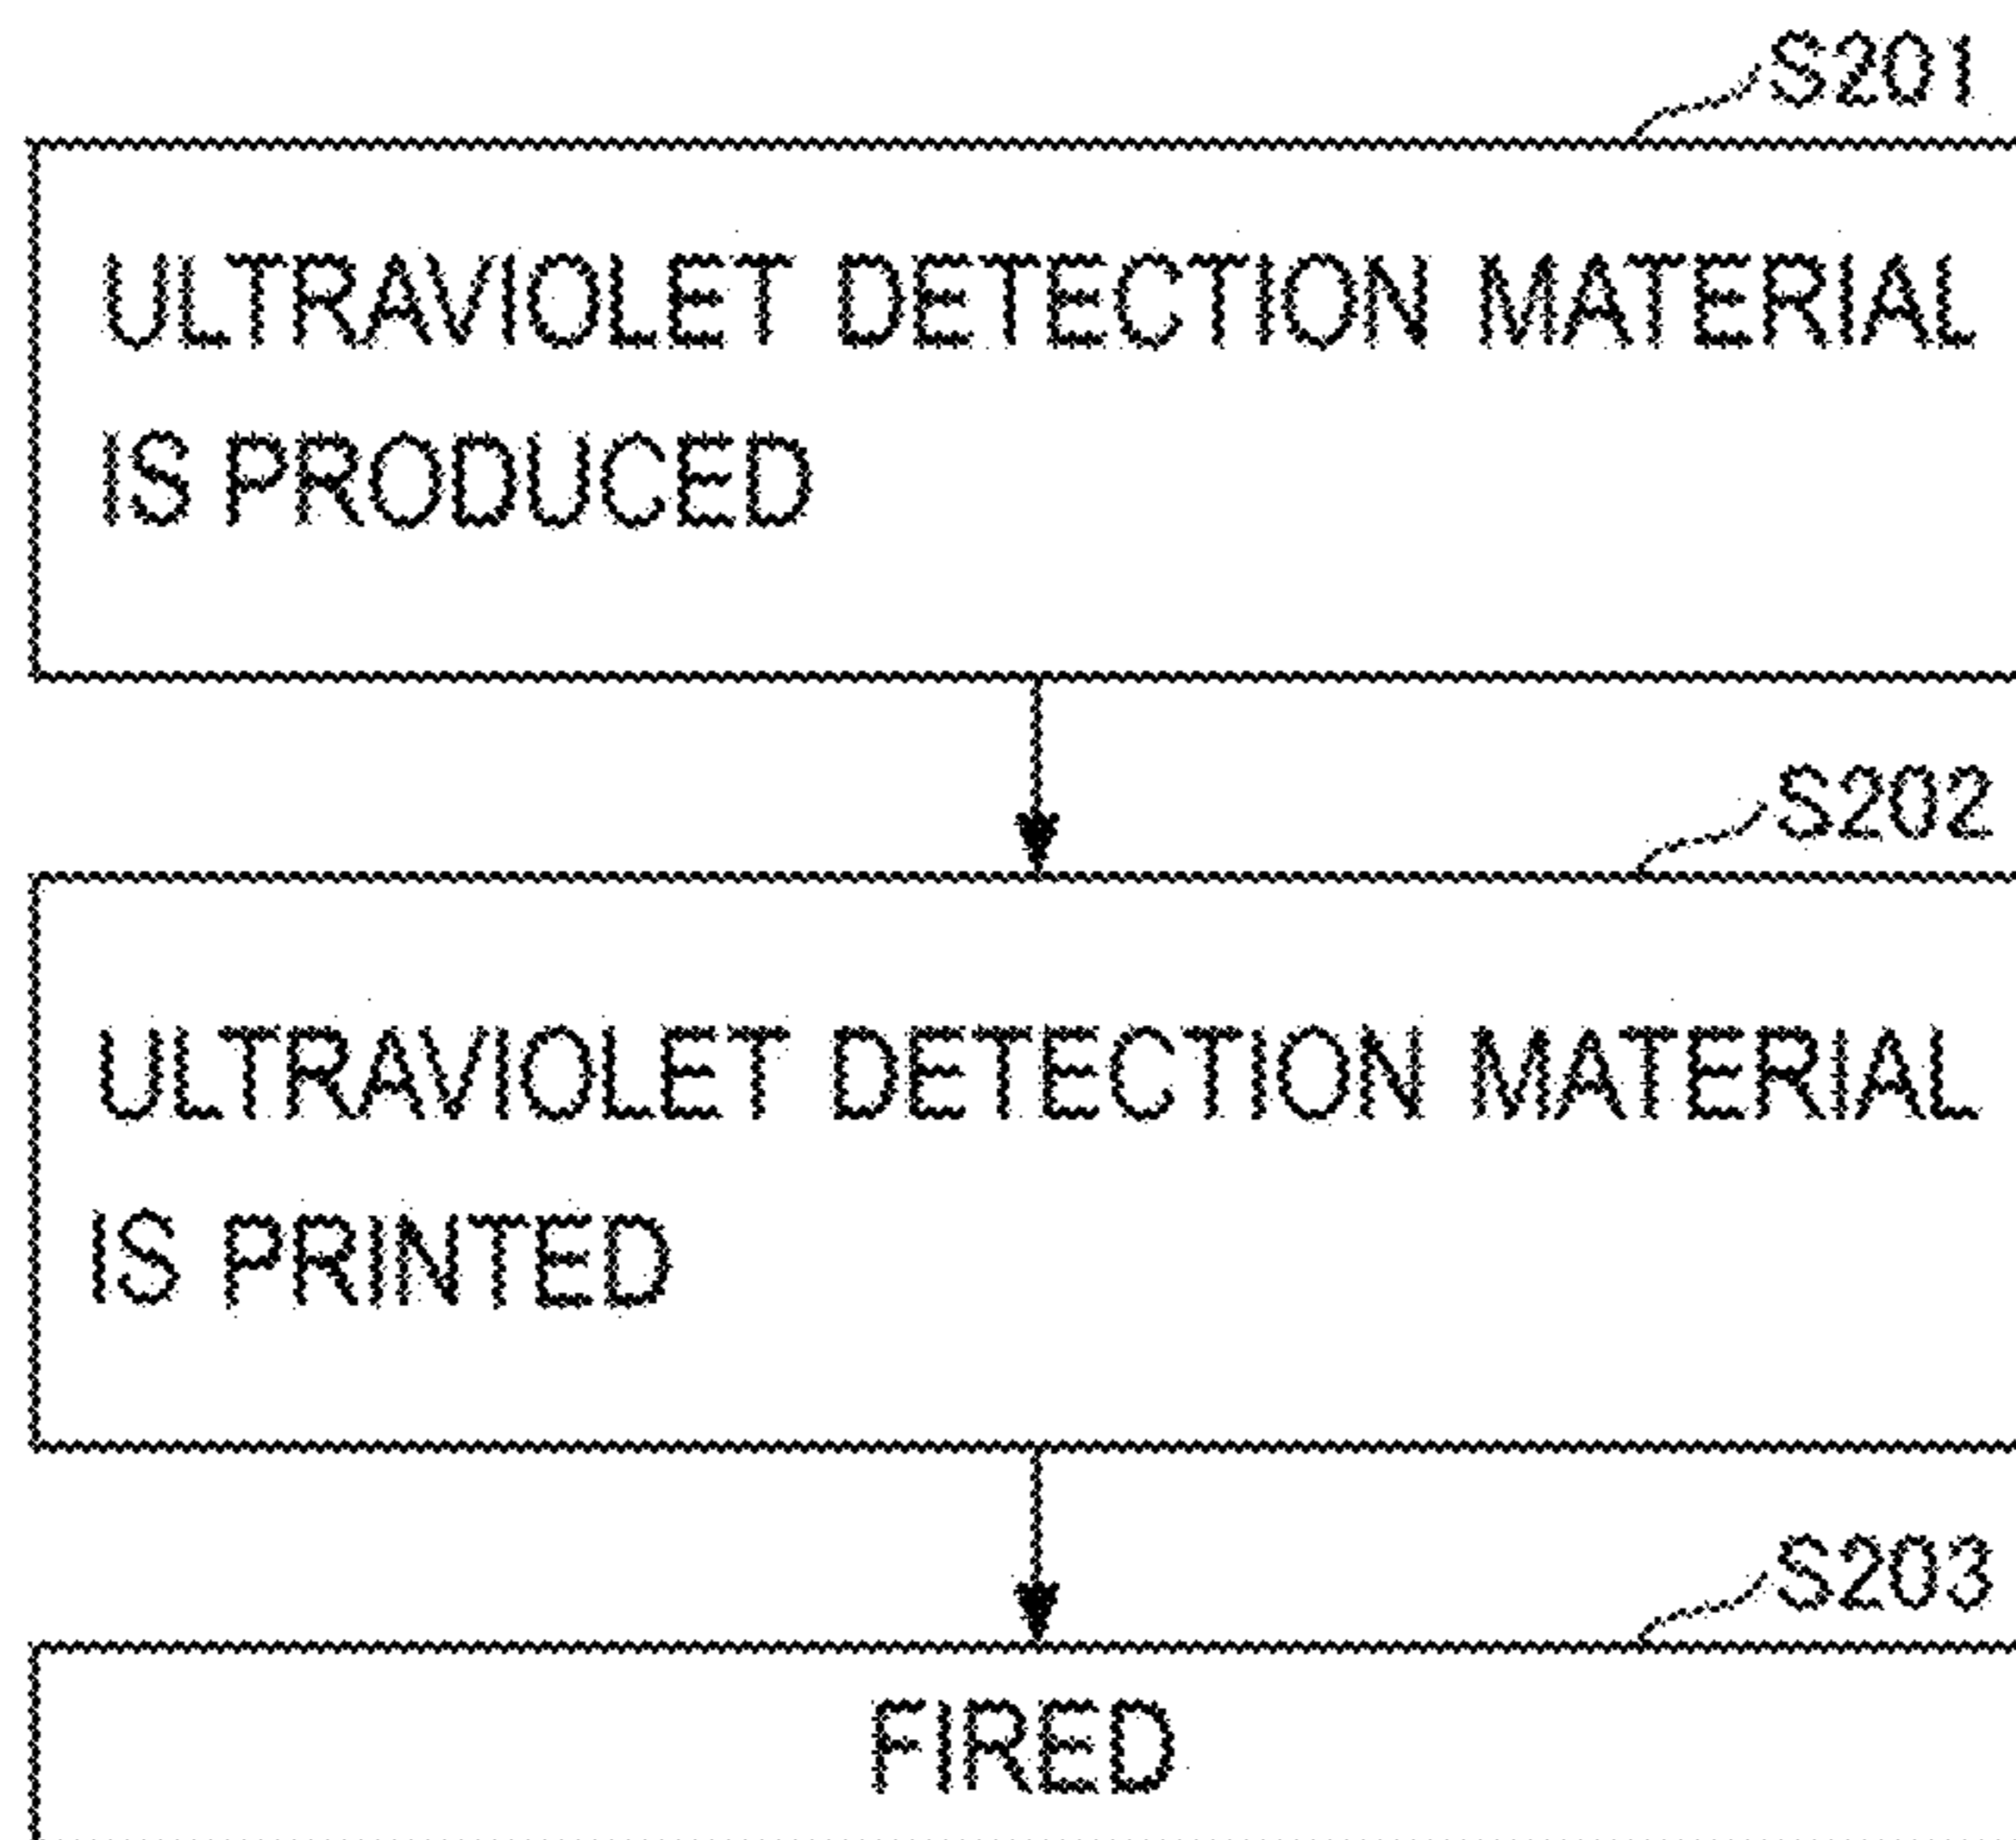 S201
ULTRAVIOLET DETECTION MATERIAL
IS PRODUCED
S202
ULTRAVIOLET DETECTION MATERIAL
IS PRINTED
S203
FIRED